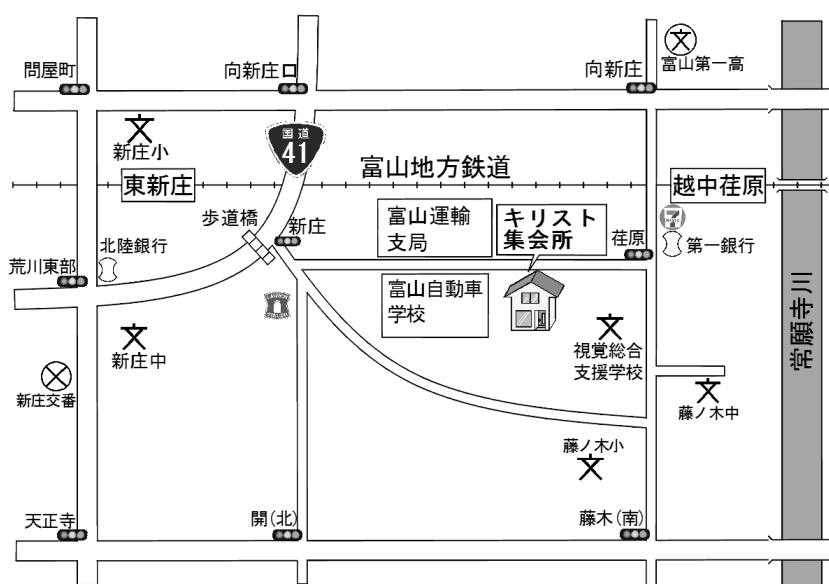 問屋町
向新庄口
向新庄
富山第一高
新庄小
国道
41
富山地方鉄道
東新庄
越中荏原
歩道橋
新庄
富山運輸
支局
キリスト
集会所
荏原
7
第一銀行
北陸銀行
荒川東部
富山自動車
学校
常願寺川
新庄中
視覚総合
支援学校
新庄交番
藤ノ木中
藤ノ木小
天正寺
開(北)
藤木(南)